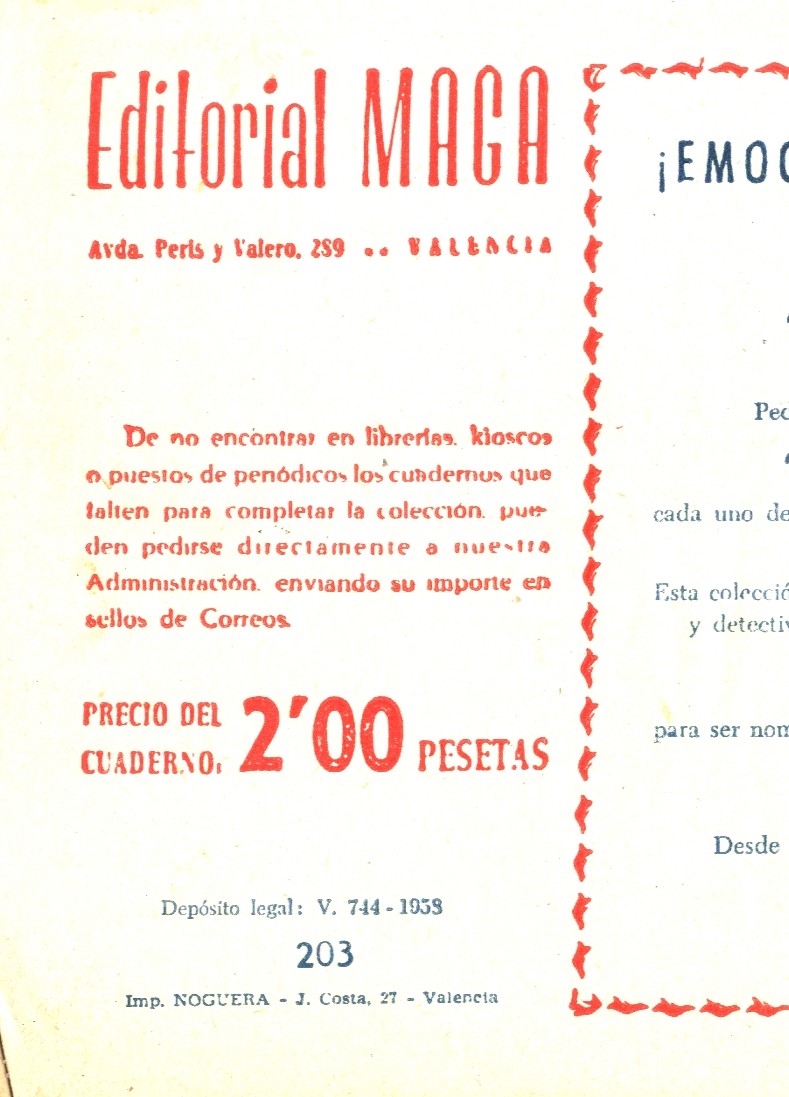 Editorial MAGA
Avda. Peris y Valero, 289 .. VALENCIA
De no encontrar en librerías, kioscos
o puestos de periódicos los cuadernos que
falten para completar la colección, pue-
den pedirse directamente a nuestra
Administración, enviando su importe en
sellos de Correos.
PRECIO DEL
CUADERNO: 2'00 PESETAS
Depósito legal: V. 744 - 1958
203
Imp. NOGUERA - J. Costa, 27 - Valencia
¡EMOC
Ped
cada uno de
Esta colecció
y detectiv
para ser nom
Desde